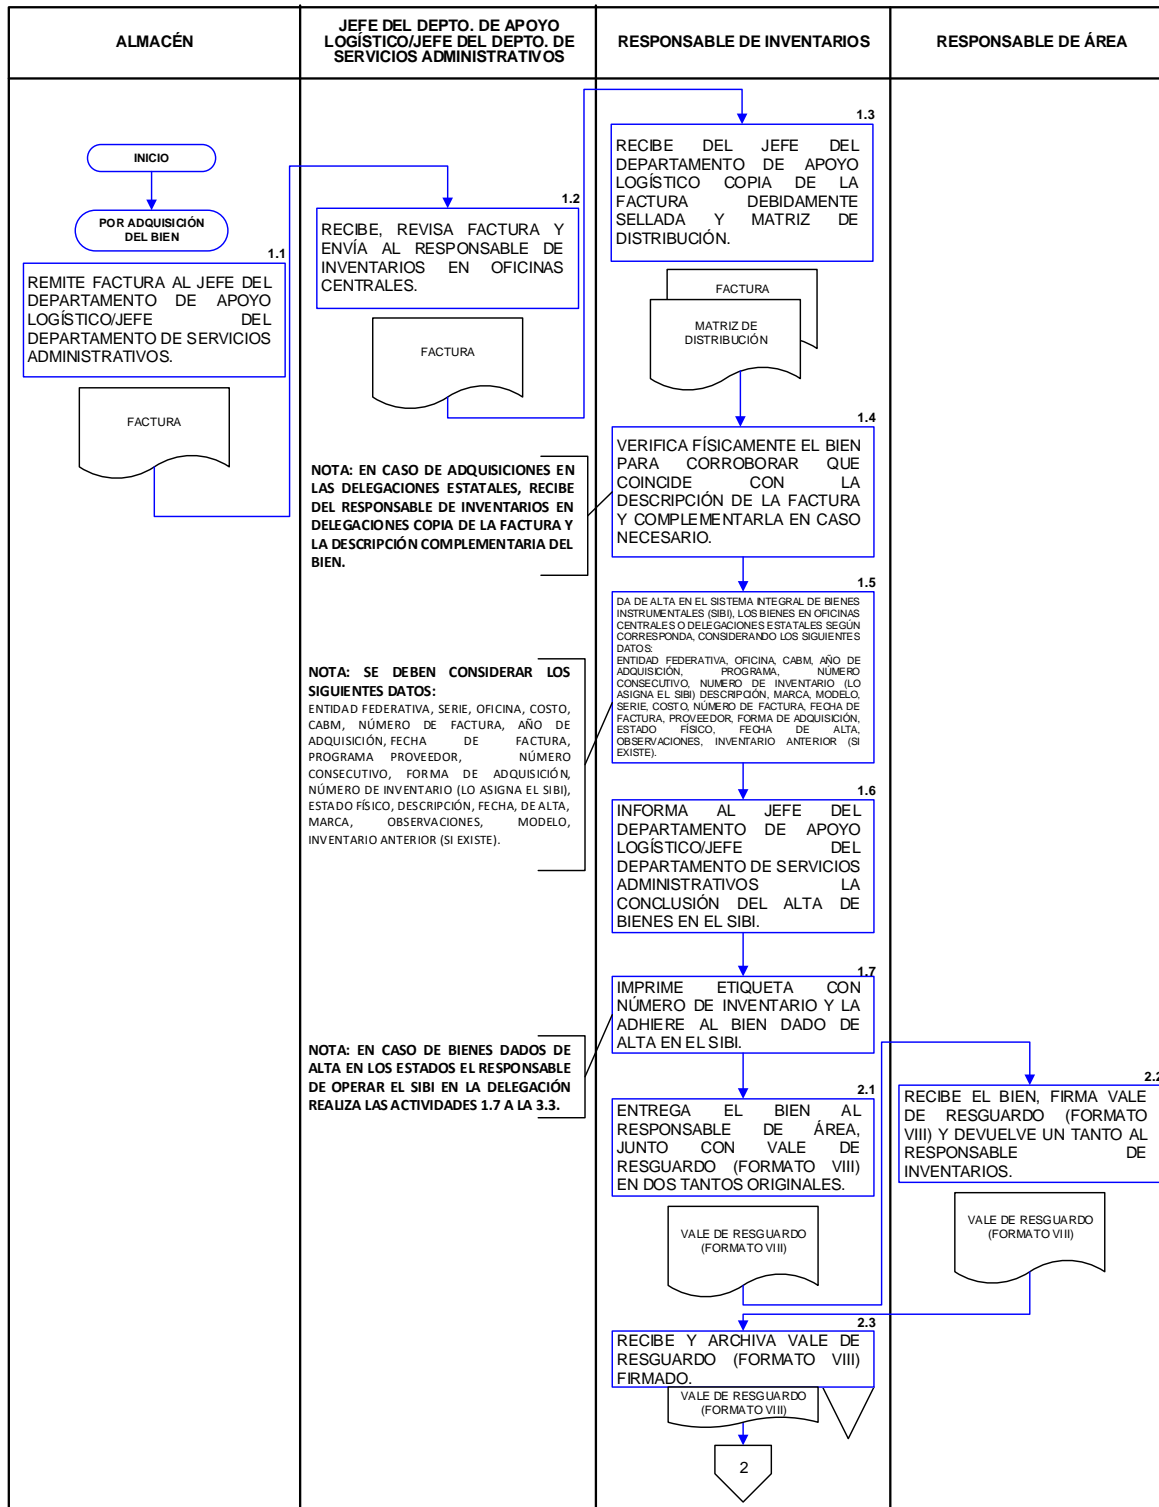 ALMACÉN
JEFE DEL DEPTO. DE APOYO
LOGÍSTICO/JEFE DEL DEPTO. DE
SERVICIOS ADMINISTRATIVOS
RESPONSABLE DE INVENTARIOS
RESPONSABLE DE ÁREA
INICIO
POR ADQUISICIÓN
DEL BIEN
1.1
REMITE FACTURA AL JEFE DEL
DEPARTAMENTO DE APOYO
LOGÍSTICO/JEFE DEL
DEPARTAMENTO DE SERVICIOS
ADMINISTRATIVOS.
FACTURA
1.2
RECIBE, REVISA FACTURA Y
ENVÍA AL RESPONSABLE DE
INVENTARIOS EN OFICINAS
CENTRALES.
FACTURA
1.3
RECIBE DEL JEFE DEL
DEPARTAMENTO DE APOYO
LOGÍSTICO COPIA DE LA
FACTURA DEBIDAMENTE
SELLADA Y MATRIZ DE
DISTRIBUCIÓN.
FACTURA
MATRIZ DE
DISTRIBUCIÓN
1.4
VERIFICA FÍSICAMENTE EL BIEN
PARA CORROBORAR QUE
COINCIDE CON LA
DESCRIPCIÓN DE LA FACTURA
Y COMPLEMENTARLA EN CASO
NECESARIO.
NOTA: EN CASO DE ADQUISICIONES EN
LAS DELEGACIONES ESTATALES, RECIBE
DEL RESPONSABLE DE INVENTARIOS EN
DELEGACIONES COPIA DE LA FACTURA Y
LA DESCRIPCIÓN COMPLEMENTARIA DEL
BIEN.
1.5
DA DE ALTA EN EL SISTEMA INTEGRAL DE BIENES
INSTRUMENTALES (SIBI), LOS BIENES EN OFICINAS
CENTRALES O DELEGACIONES ESTATALES SEGÚN
CORRESPONDA, CONSIDERANDO LOS SIGUIENTES
DATOS:
ENTIDAD FEDERATIVA, OFICINA, CABM, AÑO DE
ADQUISICIÓN, PROGRAMA, NÚMERO
CONSECUTIVO, NUMERO DE INVENTARIO (LO
ASIGNA EL SIBI) DESCRIPCIÓN, MARCA, MODELO,
SERIE, COSTO, NÚMERO DE FACTURA, FECHA DE
FACTURA, PROVEEDOR, FORMA DE ADQUISICIÓN,
ESTADO FÍSICO, FECHA DE ALTA,
OBSERVACIONES, INVENTARIO ANTERIOR (SI
EXISTE).
NOTA: SE DEBEN CONSIDERAR LOS
SIGUIENTES DATOS:
ENTIDAD FEDERATIVA, SERIE, OFICINA, COSTO,
CABM, NÚMERO DE FACTURA, AÑO DE
ADQUISICIÓN, FECHA DE FACTURA,
PROGRAMA PROVEEDOR, NÚMERO
CONSECUTIVO, FORMA DE ADQUISICIÓN,
NÚMERO DE INVENTARIO (LO ASIGNA EL SIBI),
ESTADO FÍSICO, DESCRIPCIÓN, FECHA, DE ALTA,
MARCA, OBSERVACIONES, MODELO,
INVENTARIO ANTERIOR (SI EXISTE).
1.6
INFORMA AL JEFE DEL
DEPARTAMENTO DE APOYO
LOGÍSTICO/JEFE DEL
DEPARTAMENTO DE SERVICIOS
ADMINISTRATIVOS LA
CONCLUSIÓN DEL ALTA DE
BIENES EN EL SIBI.
1.7
IMPRIME ETIQUETA CON
NÚMERO DE INVENTARIO Y LA
ADHIERE AL BIEN DADO DE
ALTA EN EL SIBI.
NOTA: EN CASO DE BIENES DADOS DE
ALTA EN LOS ESTADOS EL RESPONSABLE
DE OPERAR EL SIBI EN LA DELEGACIÓN
REALIZA LAS ACTIVIDADES 1.7 A LA 3.3.
2.1
ENTREGA EL BIEN AL
RESPONSABLE DE ÁREA,
JUNTO CON VALE DE
RESGUARDO (FORMATO VIII)
EN DOS TANTOS ORIGINALES.
VALE DE RESGUARDO
(FORMATO VIII)
2.2
RECIBE EL BIEN, FIRMA VALE
DE RESGUARDO (FORMATO
VIII) Y DEVUELVE UN TANTO AL
RESPONSABLE DE
INVENTARIOS.
VALE DE RESGUARDO
(FORMATO VIII)
2.3
RECIBE Y ARCHIVA VALE DE
RESGUARDO (FORMATO VIII)
FIRMADO.
VALE DE RESGUARDO
(FORMATO VIII)
2